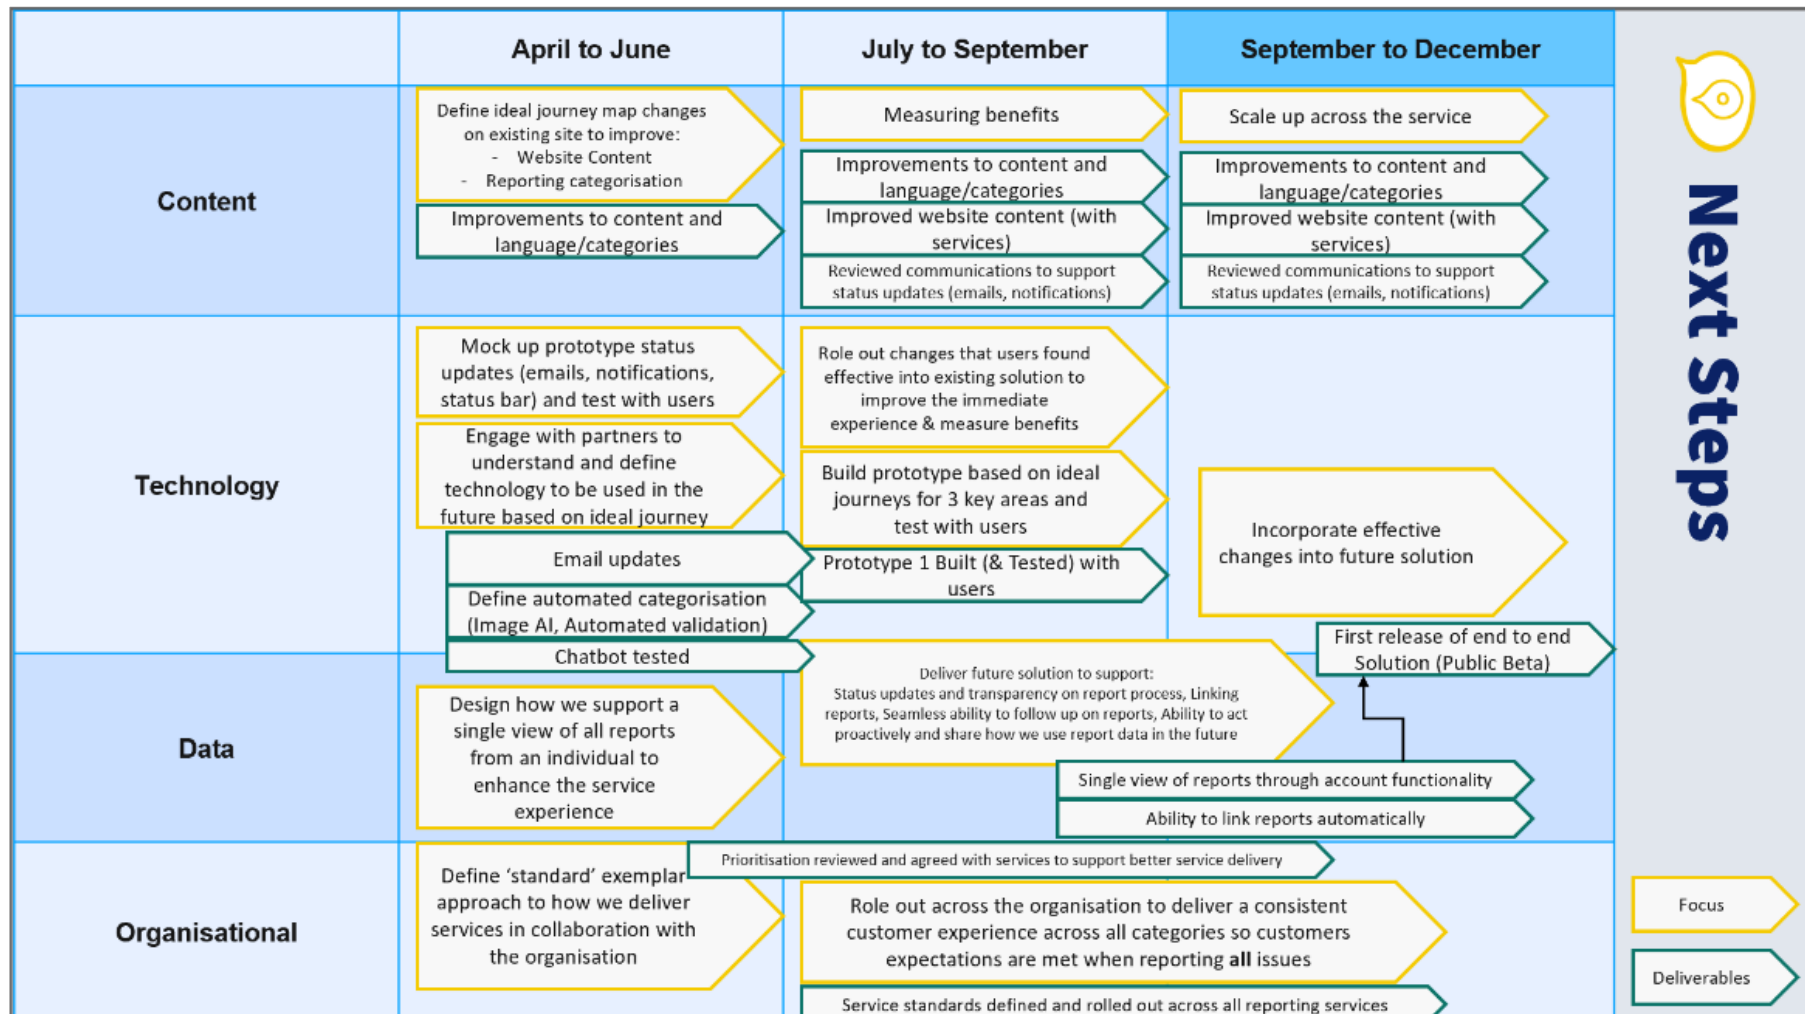 April to June
July to September
September to December
Next Steps
Content
Define ideal journey map changes
on existing site to improve:
- Website Content
- Reporting categorisation
Improvements to content and
language/categories
Measuring benefits
Improvements to content and
language/categories
Improved website content (with
services)
Reviewed communications to support
status updates (emails, notifications)
Scale up across the service
Improvements to content and
language/categories
Improved website content (with
services)
Reviewed communications to support
status updates (emails, notifications)
Technology
Mock up prototype status
updates (emails, notifications,
status bar) and test with users
Engage with partners to
understand and define
technology to be used in the
future based on ideal journey
Email updates
Define automated categorisation
(Image AI, Automated validation)
Chatbot tested
Role out changes that users found
effective into existing solution to
improve the immediate
experience & measure benefits
Build prototype based on ideal
journeys for 3 key areas and
test with users
Prototype 1 Built (& Tested) with
users
Incorporate effective
changes into future solution
First release of end to end
Solution (Public Beta)
Data
Design how we support a
single view of all reports
from an individual to
enhance the service
experience
Deliver future solution to support:
Status updates and transparency on report process, Linking
reports, Seamless ability to follow up on reports, Ability to act
proactively and share how we use report data in the future
Single view of reports through account functionality
Ability to link reports automatically
Organisational
Define ‘standard’ exemplar
approach to how we deliver
services in collaboration with
the organisation
Prioritisation reviewed and agreed with services to support better service delivery
Role out across the organisation to deliver a consistent
customer experience across all categories so customers
expectations are met when reporting all issues
Service standards defined and rolled out across all reporting services
Focus
Deliverables